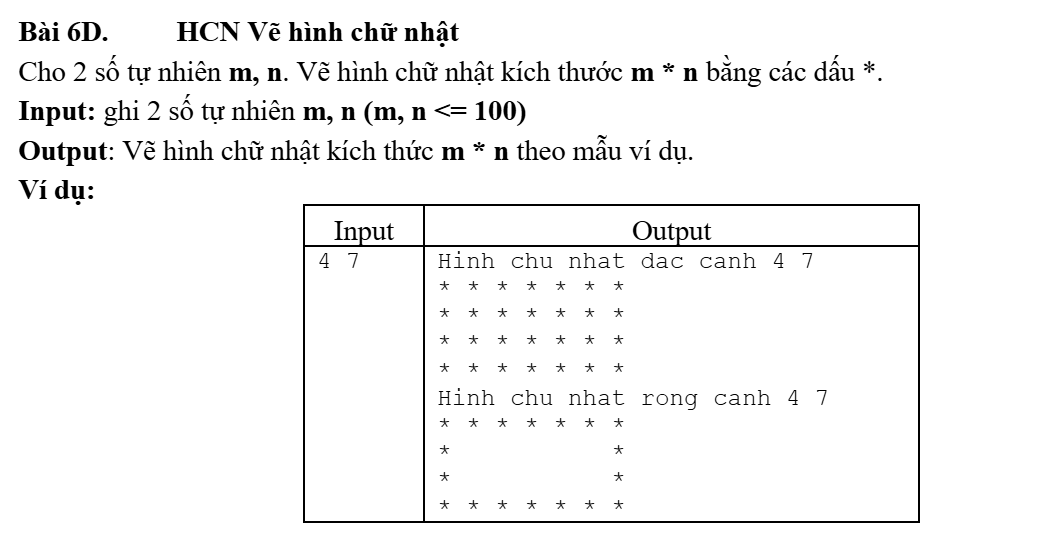 Bài 6D. HCN Vẽ hình chữ nhật
Cho 2 số tự nhiên m, n. Vẽ hình chữ nhật kích thước m * n bằng các dấu *.
Input: ghi 2 số tự nhiên m, n (m, n <= 100)
Output: Vẽ hình chữ nhật kích thức m * n theo mẫu ví dụ.
Ví dụ:
Input Output
4 7 Hinh chu nhat dac canh 4 7
* * * * * * *
* * * * * * *
* * * * * * *
* * * * * * *
Hinh chu nhat rong canh 4 7
* * * * * * *
*           *
*           *
* * * * * * *